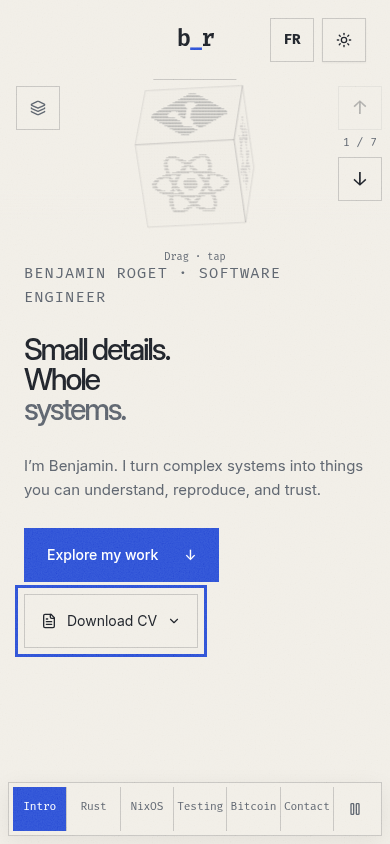 b_r
FR
1 / 7
Drag · tap
BENJAMIN ROGET · SOFTWARE
ENGINEER
Small details.
Whole
systems.
I’m Benjamin. I turn complex systems into things
you can understand, reproduce, and trust.
Explore my work
Download CV
Intro Rust NixOS Testing Bitcoin Contact